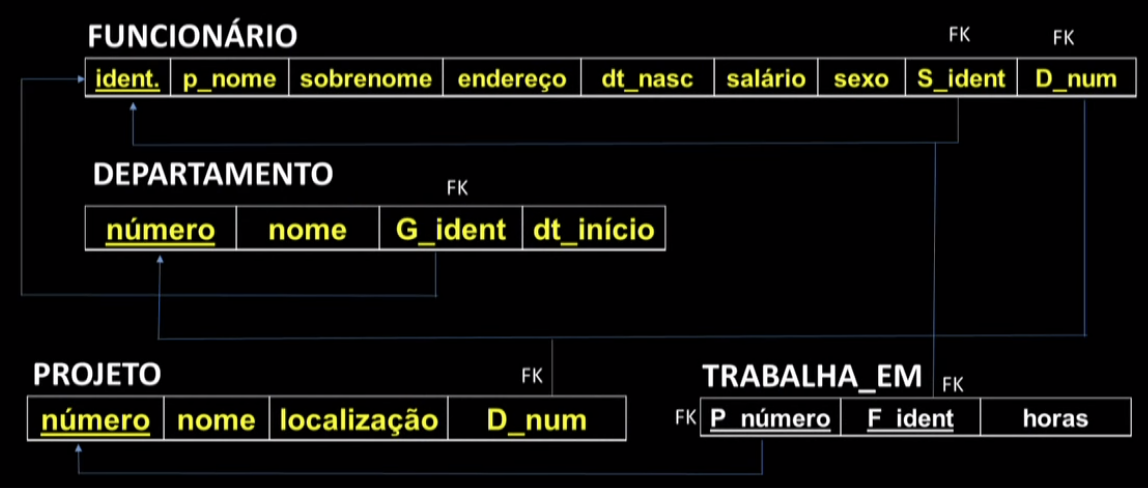 FUNCIONÁRIO FK FK
ident. p_nome sobrenome endereço dt_nasc salário sexo S_ident D_num
DEPARTAMENTO FK
número nome G_ident dt_início
PROJETO FK
número nome localização D_num
TRABALHA_EM FK
FK P_número F_ident horas